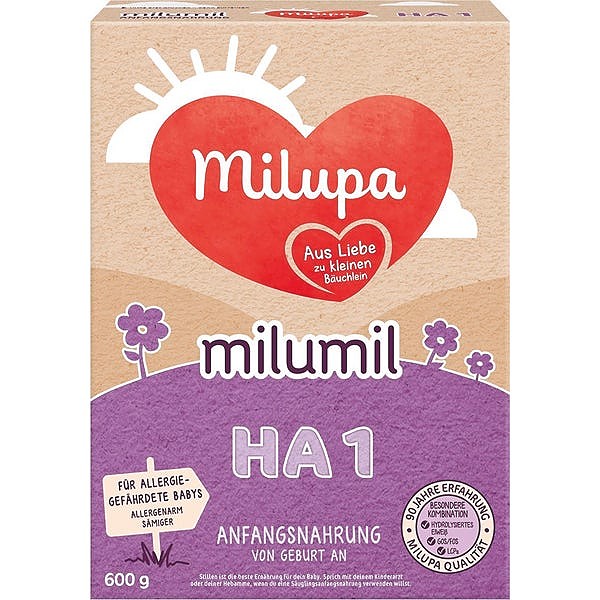 milumil
ANFANGSNAHRUNG
Milupa
Aus Liebe
zu kleinen
Bäuchlein
milumil
HA 1
FÜR ALLERGIE-
GEFÄHRDETE BABYS
ALLERGENARM
SÄMIGER
ANFANGSNAHRUNG
VON GEBURT AN
90 JAHRE ERFAHRUNG
BESONDERE
KOMBINATION
HYDROLYSIERTES
EIWEIß
GOS/FOS
LCPs
MILUPA QUALITÄT
600 g
Stillen ist die beste Ernährung für dein Baby. Sprich mit deinem Kinderarzt
oder deiner Hebamme, wenn du eine Säuglingsanfangsnahrung verwenden willst.